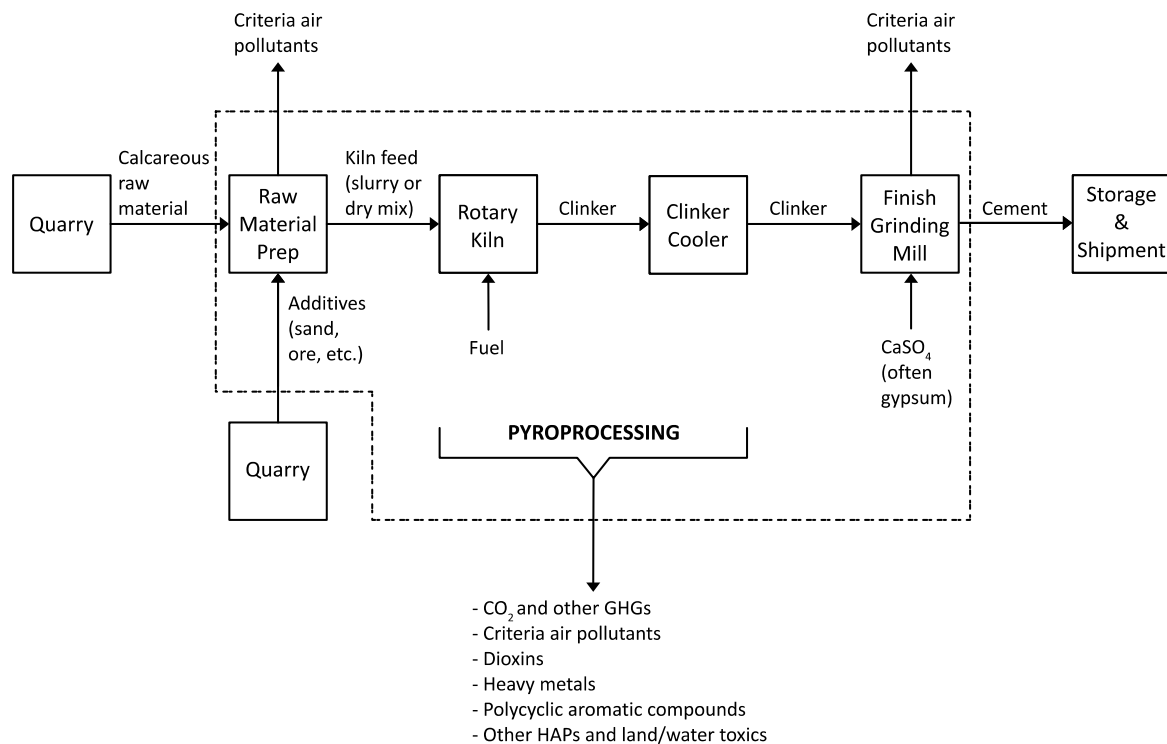 Criteria air
pollutants
Criteria air
pollutants
Calcareous
raw
material
Kiln feed
(slurry or
dry mix)
Quarry
Raw
Material
Prep
Rotary
Kiln
Clinker
Clinker
Cooler
Clinker
Finish
Grinding
Mill
Cement
Storage
&
Shipment
Additives
(sand,
ore, etc.)
Fuel
CaSO₄
(often
gypsum)
Quarry
PYROPROCESSING
- CO₂ and other GHGs
- Criteria air pollutants
- Dioxins
- Heavy metals
- Polycyclic aromatic compounds
- Other HAPs and land/water toxics